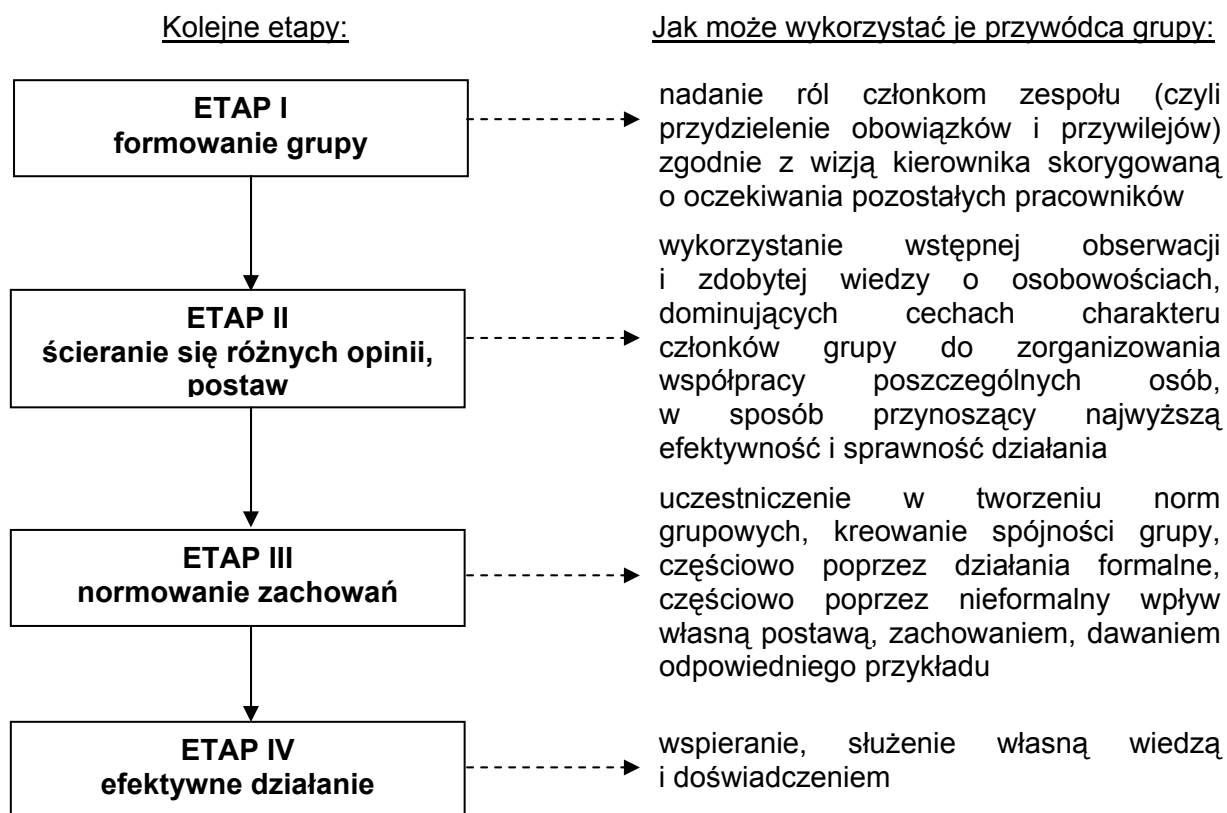 Kolejne etapy:
Jak może wykorzystać je przywódca grupy:
ETAP I
formowanie grupy
nadanie ról członkom zespołu (czyli
przydzielenie obowiązków i przywilejów)
zgodnie z wizją kierownika skorygowaną
o oczekiwania pozostałych pracowników
ETAP II
ścieranie się różnych opinii,
postaw
wykorzystanie wstępnej obserwacji
i zdobytej wiedzy o osobowościach,
dominujących cechach charakteru
członków grupy do zorganizowania
współpracy poszczególnych osób,
w sposób przynoszący najwyższą
efektywność i sprawność działania
ETAP III
normowanie zachowań
uczestniczenie w tworzeniu norm
grupowych, kreowanie spójności grupy,
częściowo poprzez działania formalne,
częściowo poprzez nieformalny wpływ
własną postawą, zachowaniem, dawaniem
odpowiedniego przykładu
ETAP IV
efektywne działanie
wspieranie, służenie własną wiedzą
i doświadczeniem